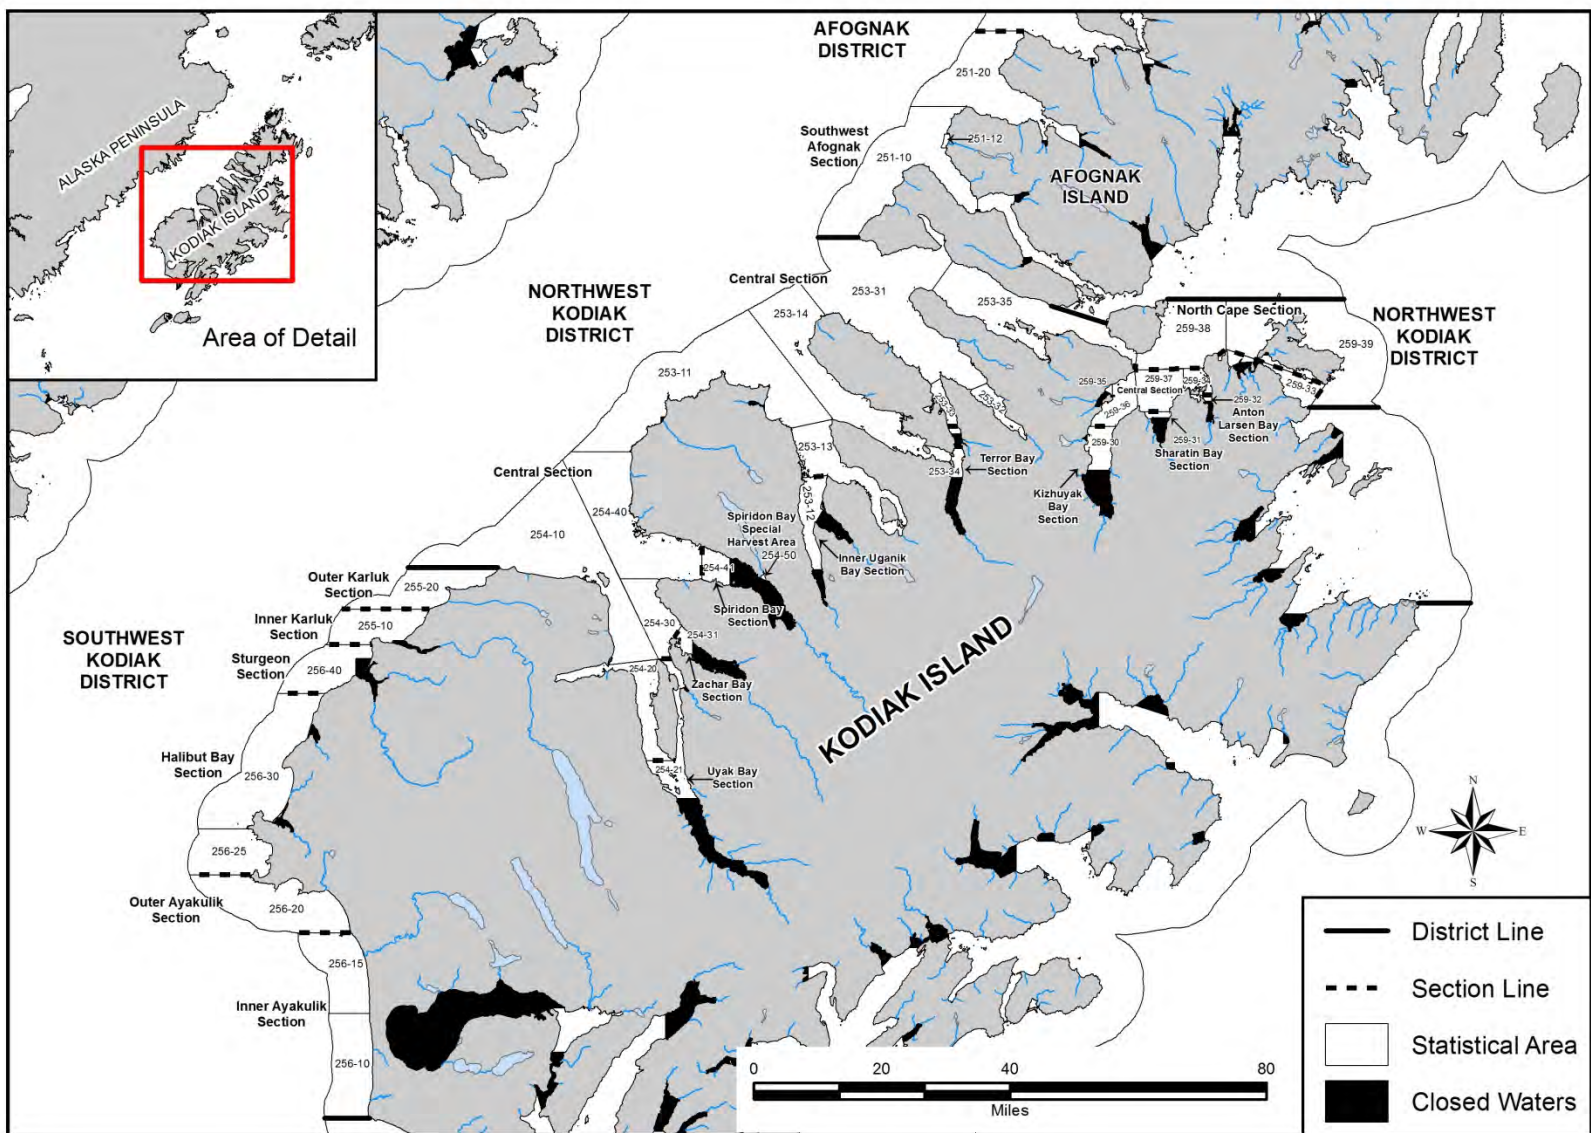 ALASKA PENINSULA
KODIAK ISLAND
Area of Detail
AFOGNAK
DISTRICT
251-20
Southwest
Afognak
Section
251-12
251-10
AFOGNAK
ISLAND
Central Section
NORTHWEST
KODIAK
DISTRICT
253-31
253-35
253-14
North Cape Section
259-38
259-39
NORTHWEST
KODIAK
DISTRICT
253-11
259-35
259-37
259-34
Central Section
259-33
259-36
259-32
Anton
Larsen Bay
Section
259-31
Sharatin Bay
Section
259-30
Kizhuyak
Bay
Section
253-13
253-34
Terror Bay
Section
253-12
Inner Uganik
Bay Section
Central Section
254-40
254-10
Spiridon Bay
Special
Harvest Area
254-50
254-41
Spiridon Bay
Section
Outer Karluk
Section
255-20
Inner Karluk
Section
255-10
SOUTHWEST
KODIAK
DISTRICT
Sturgeon
Section
256-40
254-30
254-31
254-20
Zachar Bay
Section
KODIAK ISLAND
Halibut Bay
Section
256-30
254-21
Uyak Bay
Section
256-25
Outer Ayakulik
Section
256-20
256-15
Inner Ayakulik
Section
256-10
N
W
E
S
0
20
40
80
Miles
District Line
Section Line
Statistical Area
Closed Waters